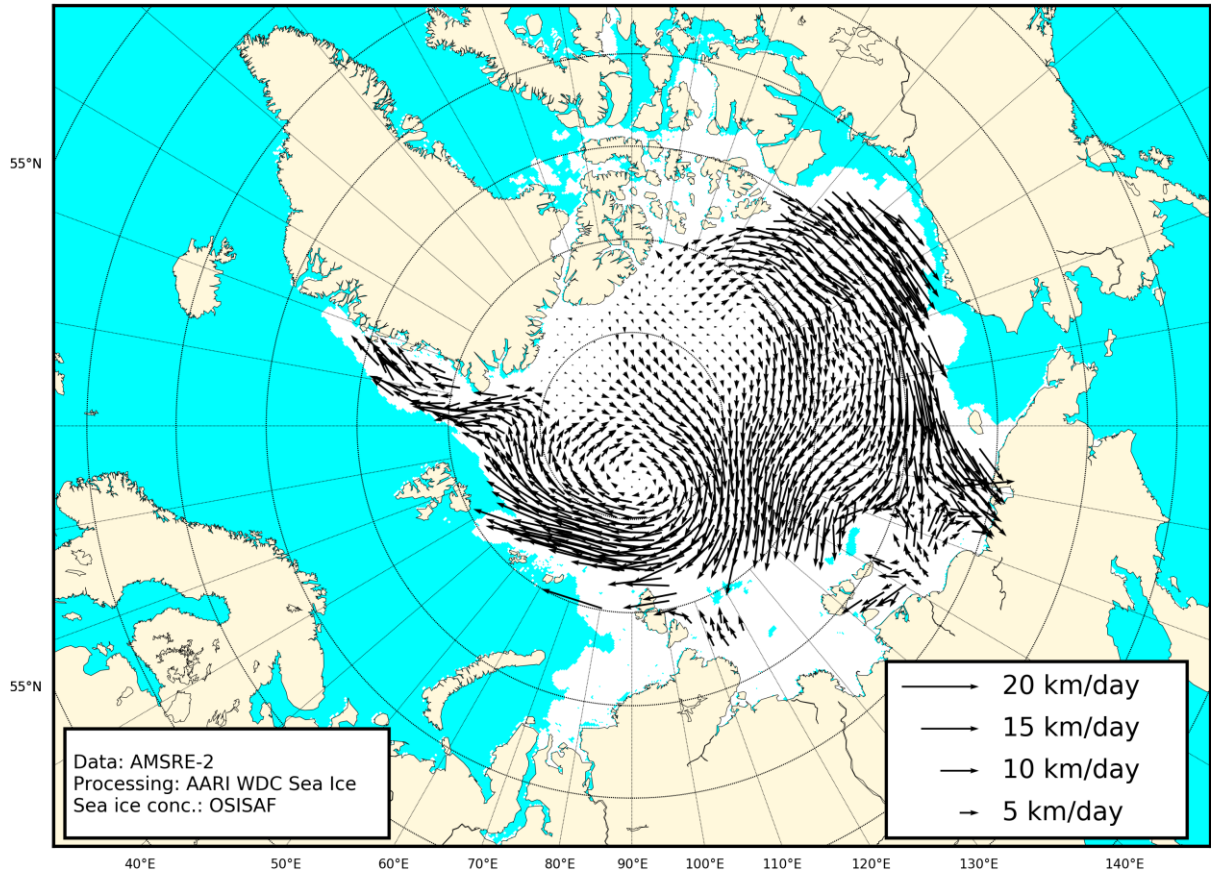 55°N
55°N
Data: AMSRE-2
Processing: AARI WDC Sea Ice
Sea ice conc.: OSISAF
20 km/day
15 km/day
10 km/day
5 km/day
40°E 50°E 60°E 70°E 80°E 90°E 100°E 110°E 120°E 130°E 140°E